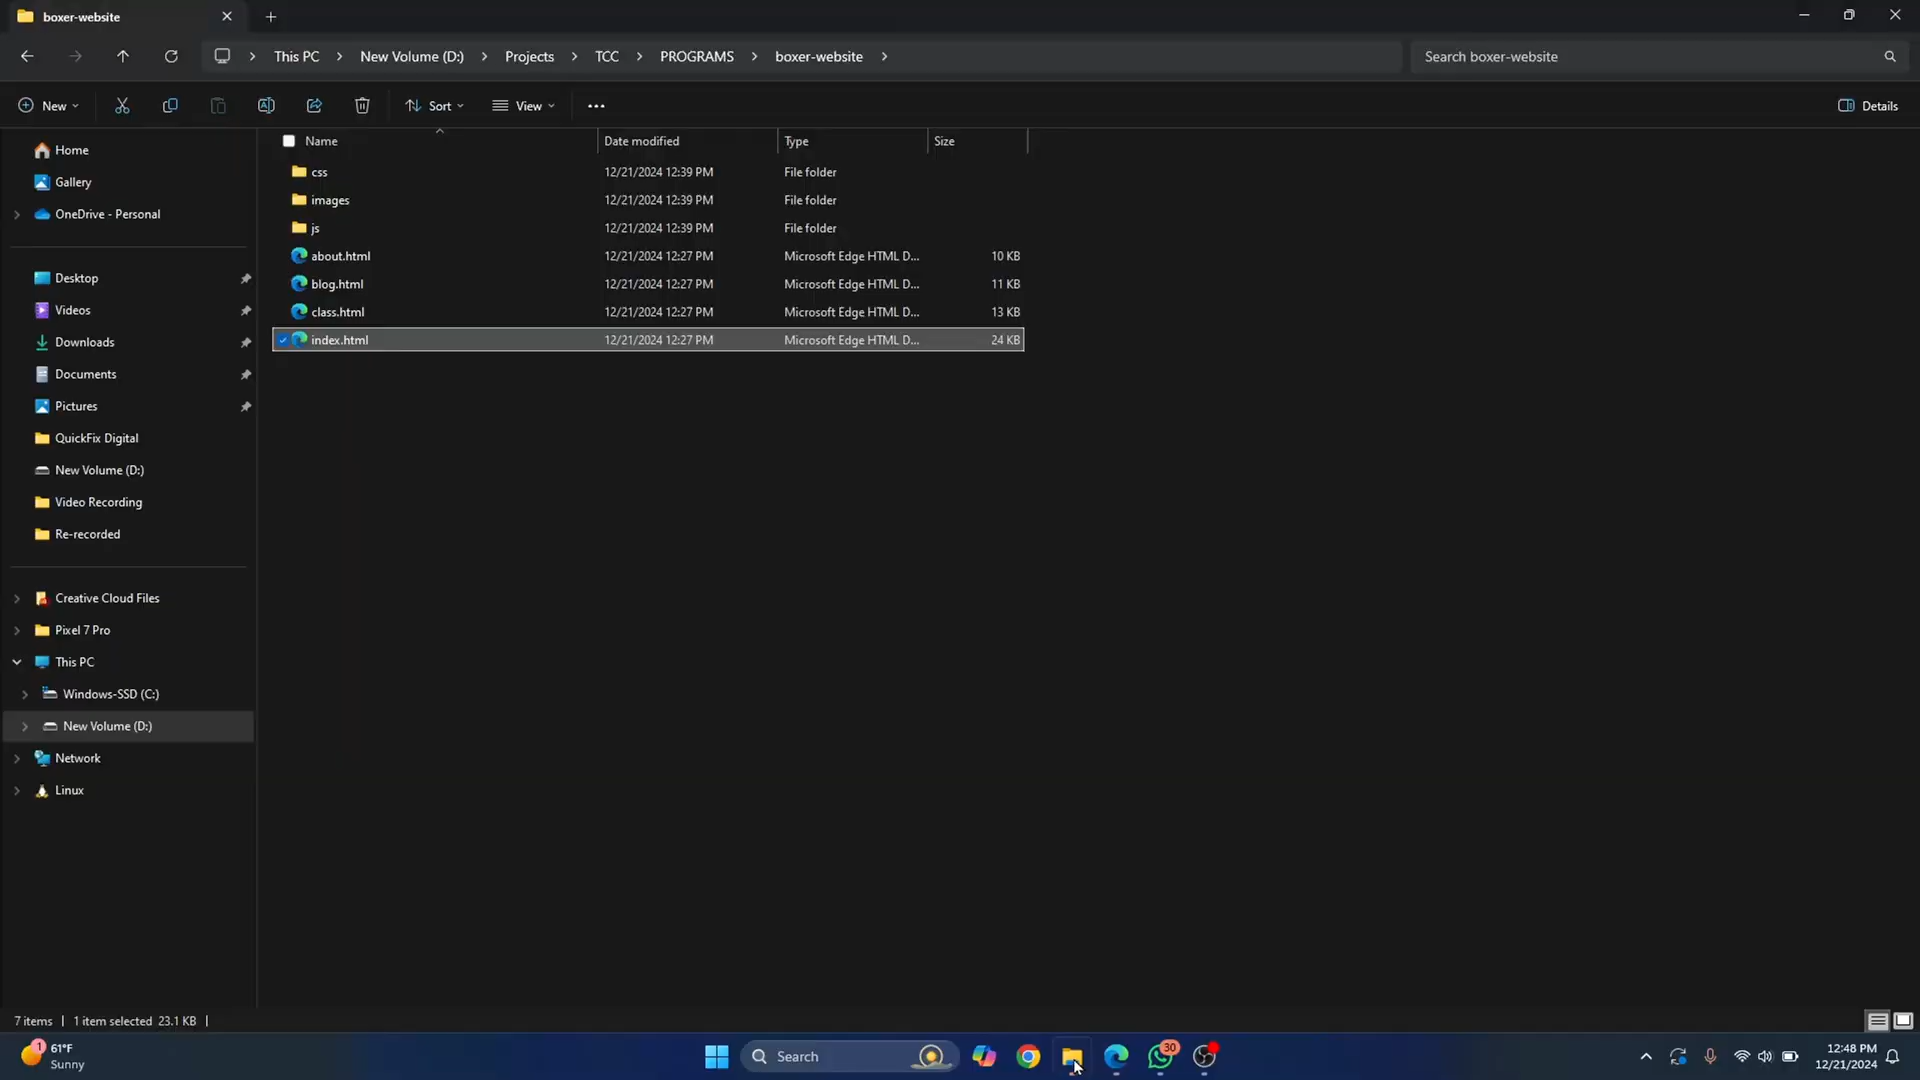 boxer-website
This PC
New Volume (D:)
Projects
TCC
PROGRAMS
boxer-website
Search boxer-website
New
Sort
View
Details
Name
Date modified
Type
Size
css 12/21/2024 12:39 PM File folder
images 12/21/2024 12:39 PM File folder
js 12/21/2024 12:39 PM File folder
about.html 12/21/2024 12:27 PM Microsoft Edge HTML D... 10 KB
blog.html 12/21/2024 12:27 PM Microsoft Edge HTML D... 11 KB
class.html 12/21/2024 12:27 PM Microsoft Edge HTML D... 13 KB
index.html 12/21/2024 12:27 PM Microsoft Edge HTML D... 24 KB
Home
Gallery
OneDrive - Personal
Desktop
Videos
Downloads
Documents
Pictures
QuickFix Digital
New Volume (D:)
Video Recording
Re-recorded
Creative Cloud Files
Pixel 7 Pro
This PC
Windows-SSD (C:)
New Volume (D:)
Network
Linux
7 items
1 item selected 23.1 KB
1
61°F
Sunny
Search
30
12:48 PM
12/21/2024